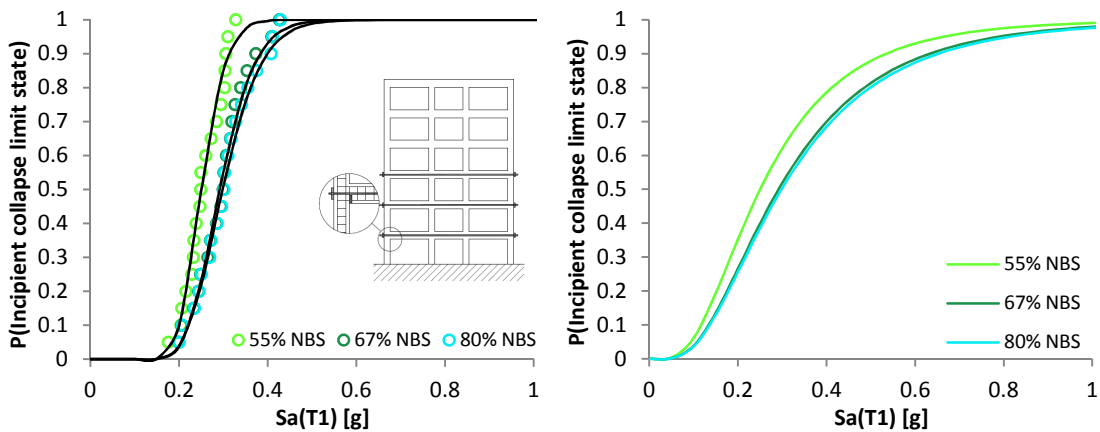 P(Incipient collapse limit state)
1
0.9
0.8
0.7
0.6
0.5
0.4
0.3
0.2
0.1
0
55% NBS 67% NBS 80% NBS
0 0.2 0.4 0.6 0.8 1
Sa(T1) [g]
P(Incipient collapse limit state)
1
0.9
0.8
0.7
0.6
0.5
0.4
0.3
0.2
0.1
0
55% NBS
67% NBS
80% NBS
0 0.2 0.4 0.6 0.8 1
Sa(T1) [g]